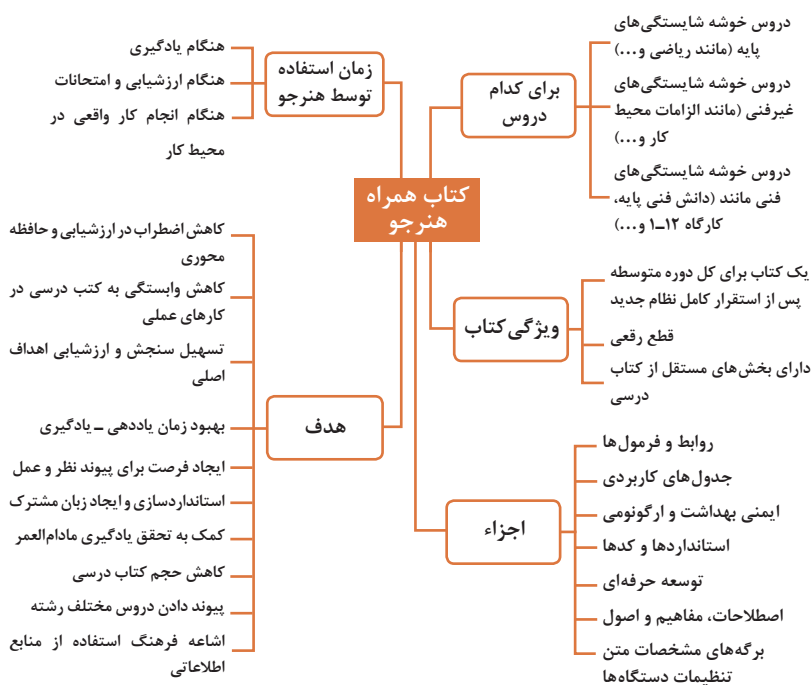 کتاب همراه
هنرجو
برای کدام
دروس
دروس خوشه شایستگی‌های
پایه (مانند ریاضی و...)
دروس خوشه شایستگی‌های
غیرفنی (مانند الزامات محیط
کار و...)
دروس خوشه شایستگی‌های
فنی مانند (دانش فنی پایه،
کارگاه ۱۲ــ۱ و...)
ویژگی کتاب
یک کتاب برای کل دوره متوسطه
پس از استقرار کامل نظام جدید
قطع رقعی
دارای بخش‌های مستقل از کتاب
درسی
اجزاء
روابط و فرمول‌ها
جدول‌های کاربردی
ایمنی بهداشت و ارگونومی
استانداردها و کدها
توسعه حرفه‌ای
اصطلاحات، مفاهیم و اصول
برگه‌های مشخصات متن
تنظیمات دستگاه‌ها
زمان استفاده
توسط هنرجو
هنگام یادگیری
هنگام ارزشیابی و امتحانات
هنگام انجام کار واقعی در
محیط کار
هدف
کاهش اضطراب در ارزشیابی و حافظه
محوری
کاهش وابستگی به کتب درسی در
کارهای عملی
تسهیل سنجش و ارزشیابی اهداف
اصلی
بهبود زمان یاددهی ــ یادگیری
ایجاد فرصت برای پیوند نظر و عمل
استانداردسازی و ایجاد زبان مشترک
کمک به تحقق یادگیری مادام‌العمر
کاهش حجم کتاب درسی
پیوند دادن دروس مختلف رشته
اشاعه فرهنگ استفاده از منابع
اطلاعاتی